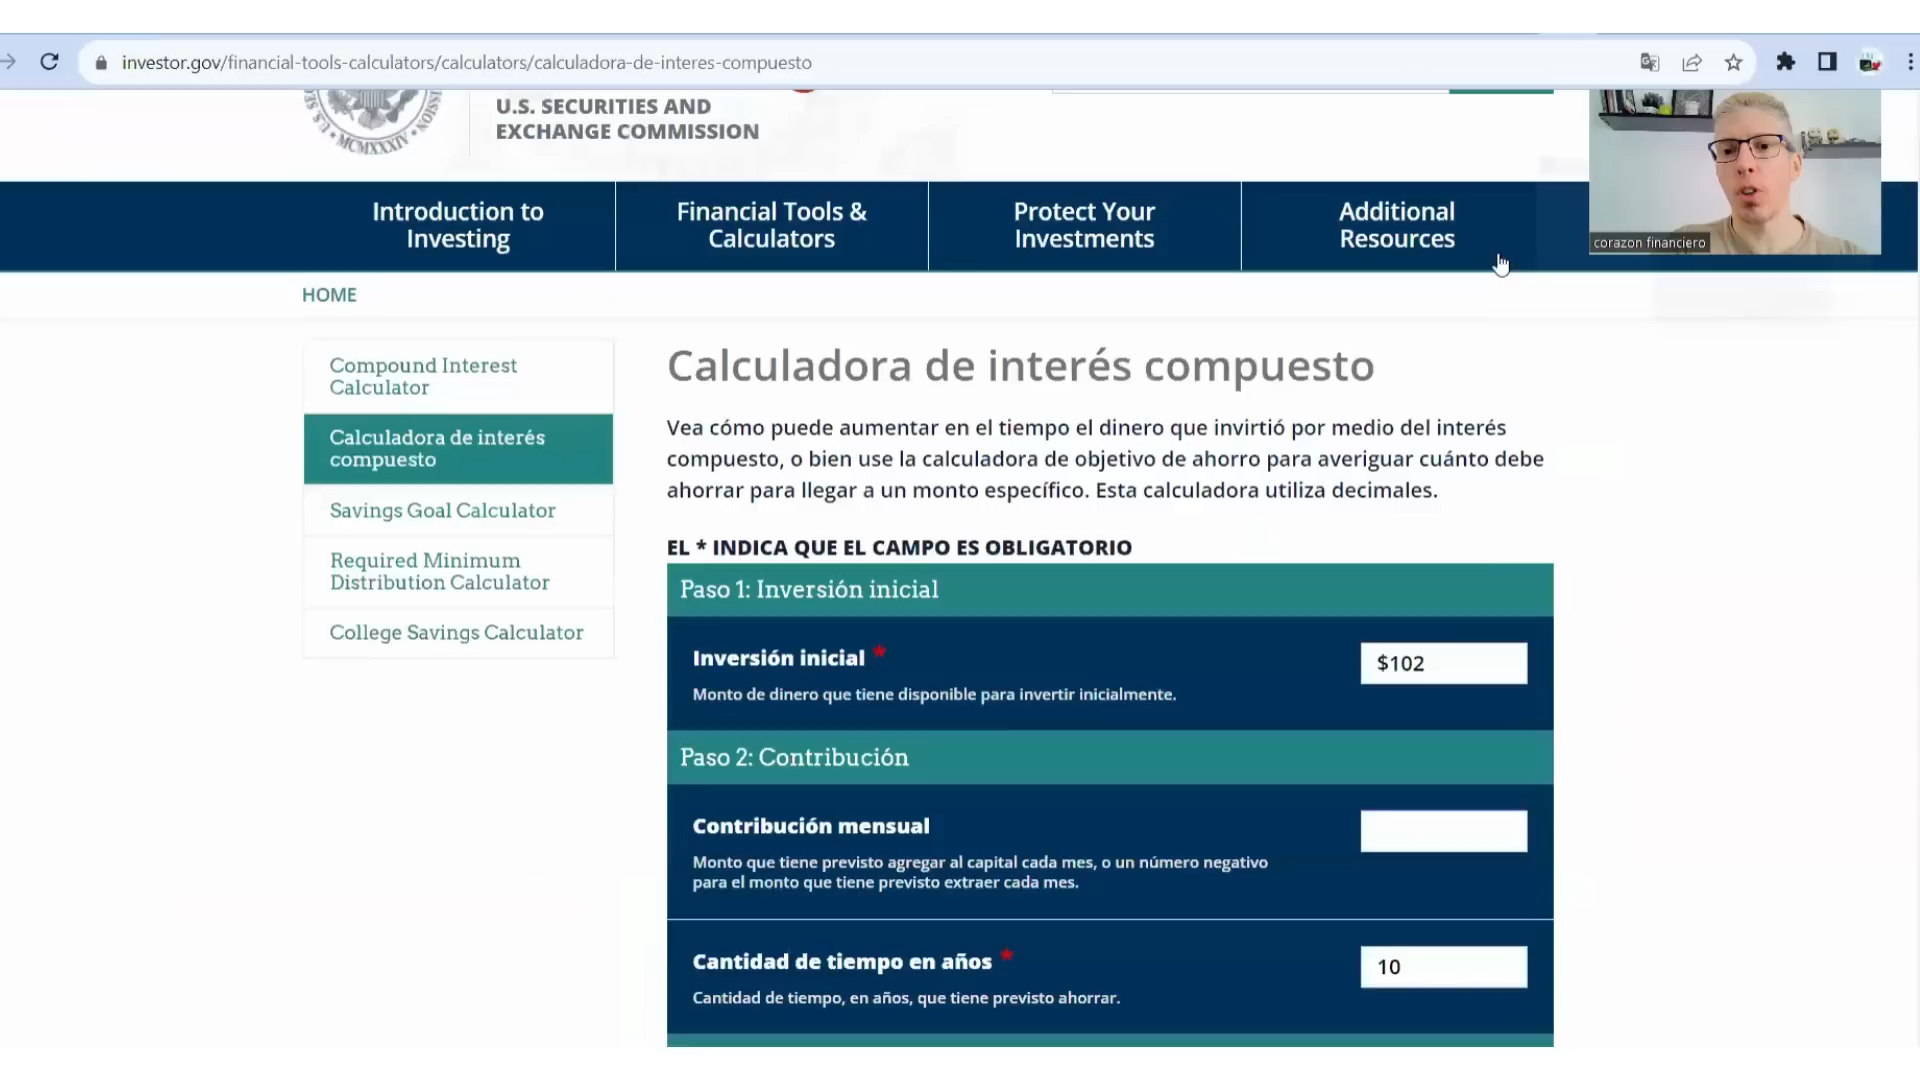 investor.gov/financial-tools-calculators/calculators/calculadora-de-interes-compuesto
U.S. SECURITIES AND
EXCHANGE COMMISSION
MCMXXXIV
Introduction to
Investing
Financial Tools &
Calculators
Protect Your
Investments
Additional
Resources
corazon financiero
HOME
Compound Interest
Calculator
Calculadora de interés
compuesto
Savings Goal Calculator
Required Minimum
Distribution Calculator
College Savings Calculator
Calculadora de interés compuesto
Vea cómo puede aumentar en el tiempo el dinero que invirtió por medio del interés
compuesto, o bien use la calculadora de objetivo de ahorro para averiguar cuánto debe
ahorrar para llegar a un monto específico. Esta calculadora utiliza decimales.
EL * INDICA QUE EL CAMPO ES OBLIGATORIO
Paso 1: Inversión inicial
Inversión inicial *
$102
Monto de dinero que tiene disponible para invertir inicialmente.
Paso 2: Contribución
Contribución mensual
Monto que tiene previsto agregar al capital cada mes, o un número negativo
para el monto que tiene previsto extraer cada mes.
Cantidad de tiempo en años *
10
Cantidad de tiempo, en años, que tiene previsto ahorrar.